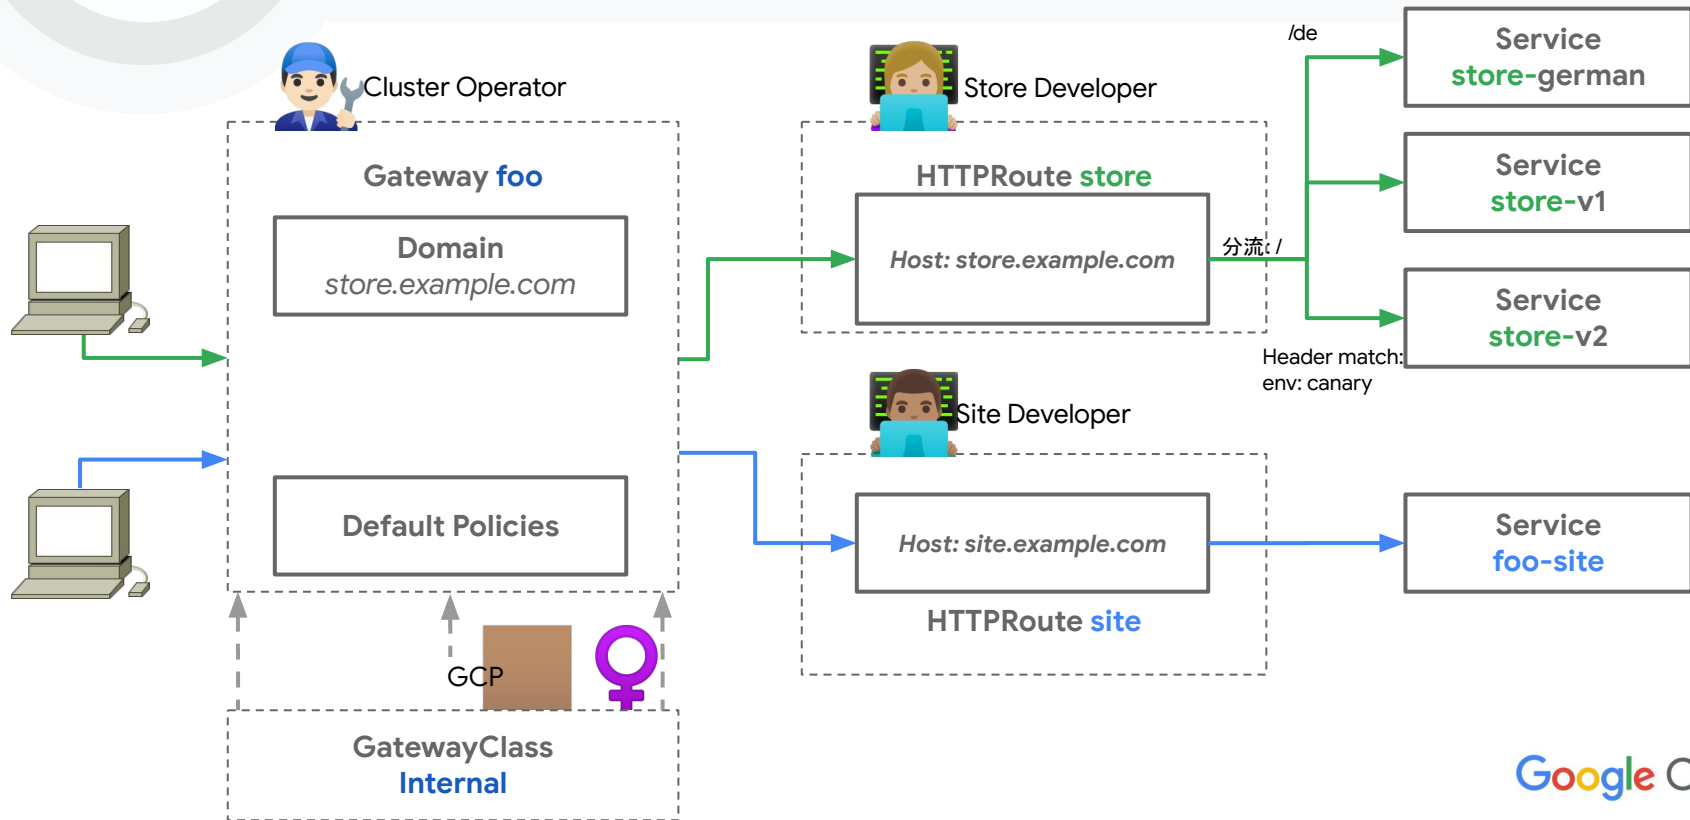 Cluster Operator
Gateway foo
Domain
store.example.com
Default Policies
GCP
GatewayClass
Internal
Store Developer
HTTPRoute store
Host: store.example.com
分流: /
/de
Service
store-german
Service
store-v1
Service
store-v2
Header match:
env: canary
Site Developer
Host: site.example.com
HTTPRoute site
Service
foo-site
Google C